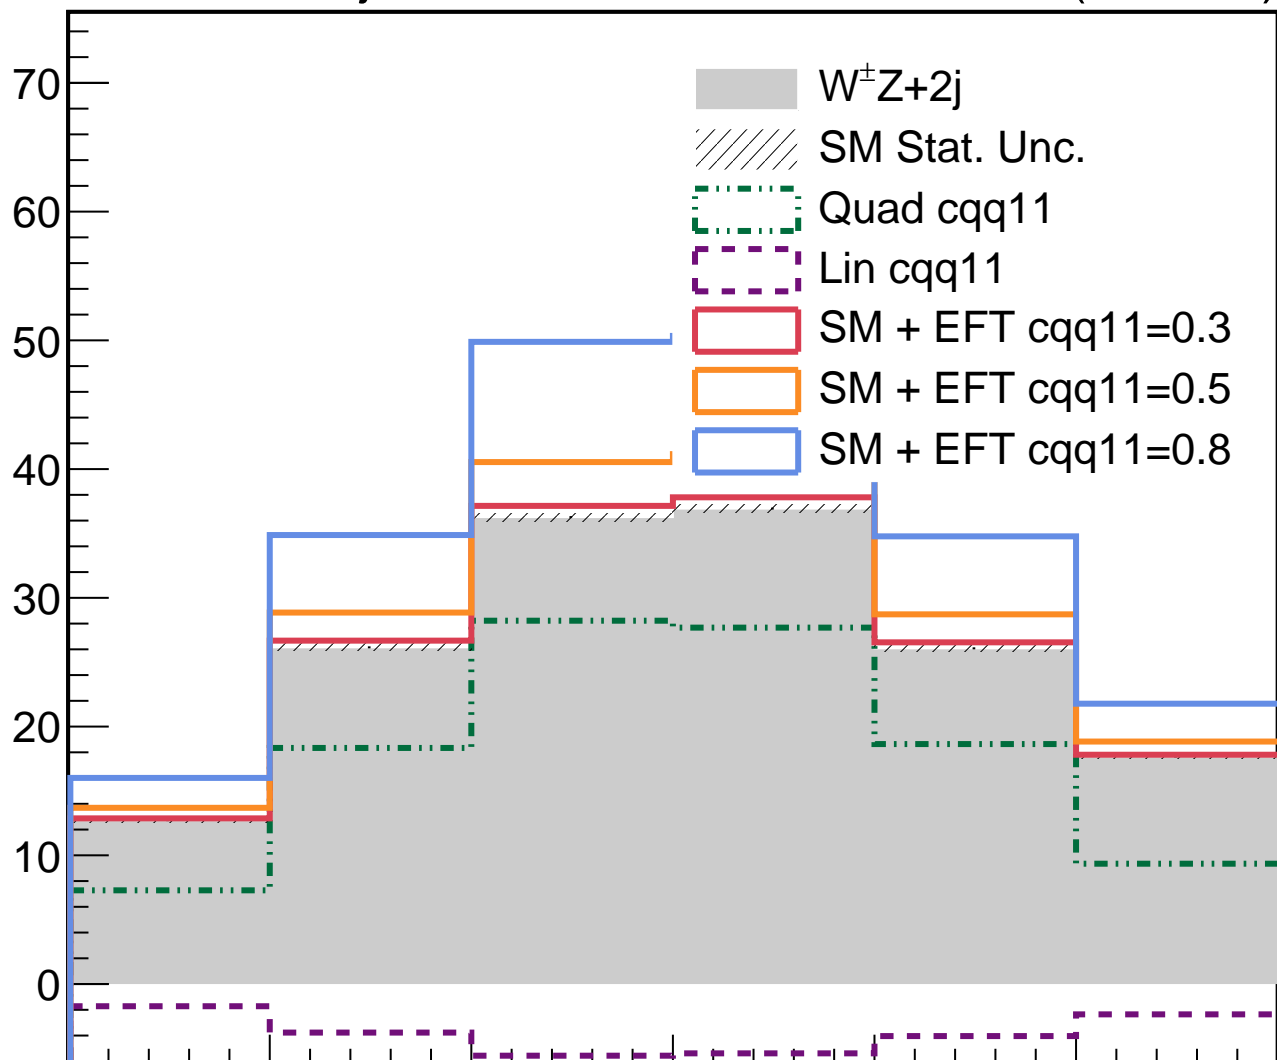 70
W±Z+2j
SM Stat. Unc.
60
Quad cqq11
Lin cqq11
50
SM + EFT cqq11=0.3
SM + EFT cqq11=0.5
40
SM + EFT cqq11=0.8
30
20
10
0